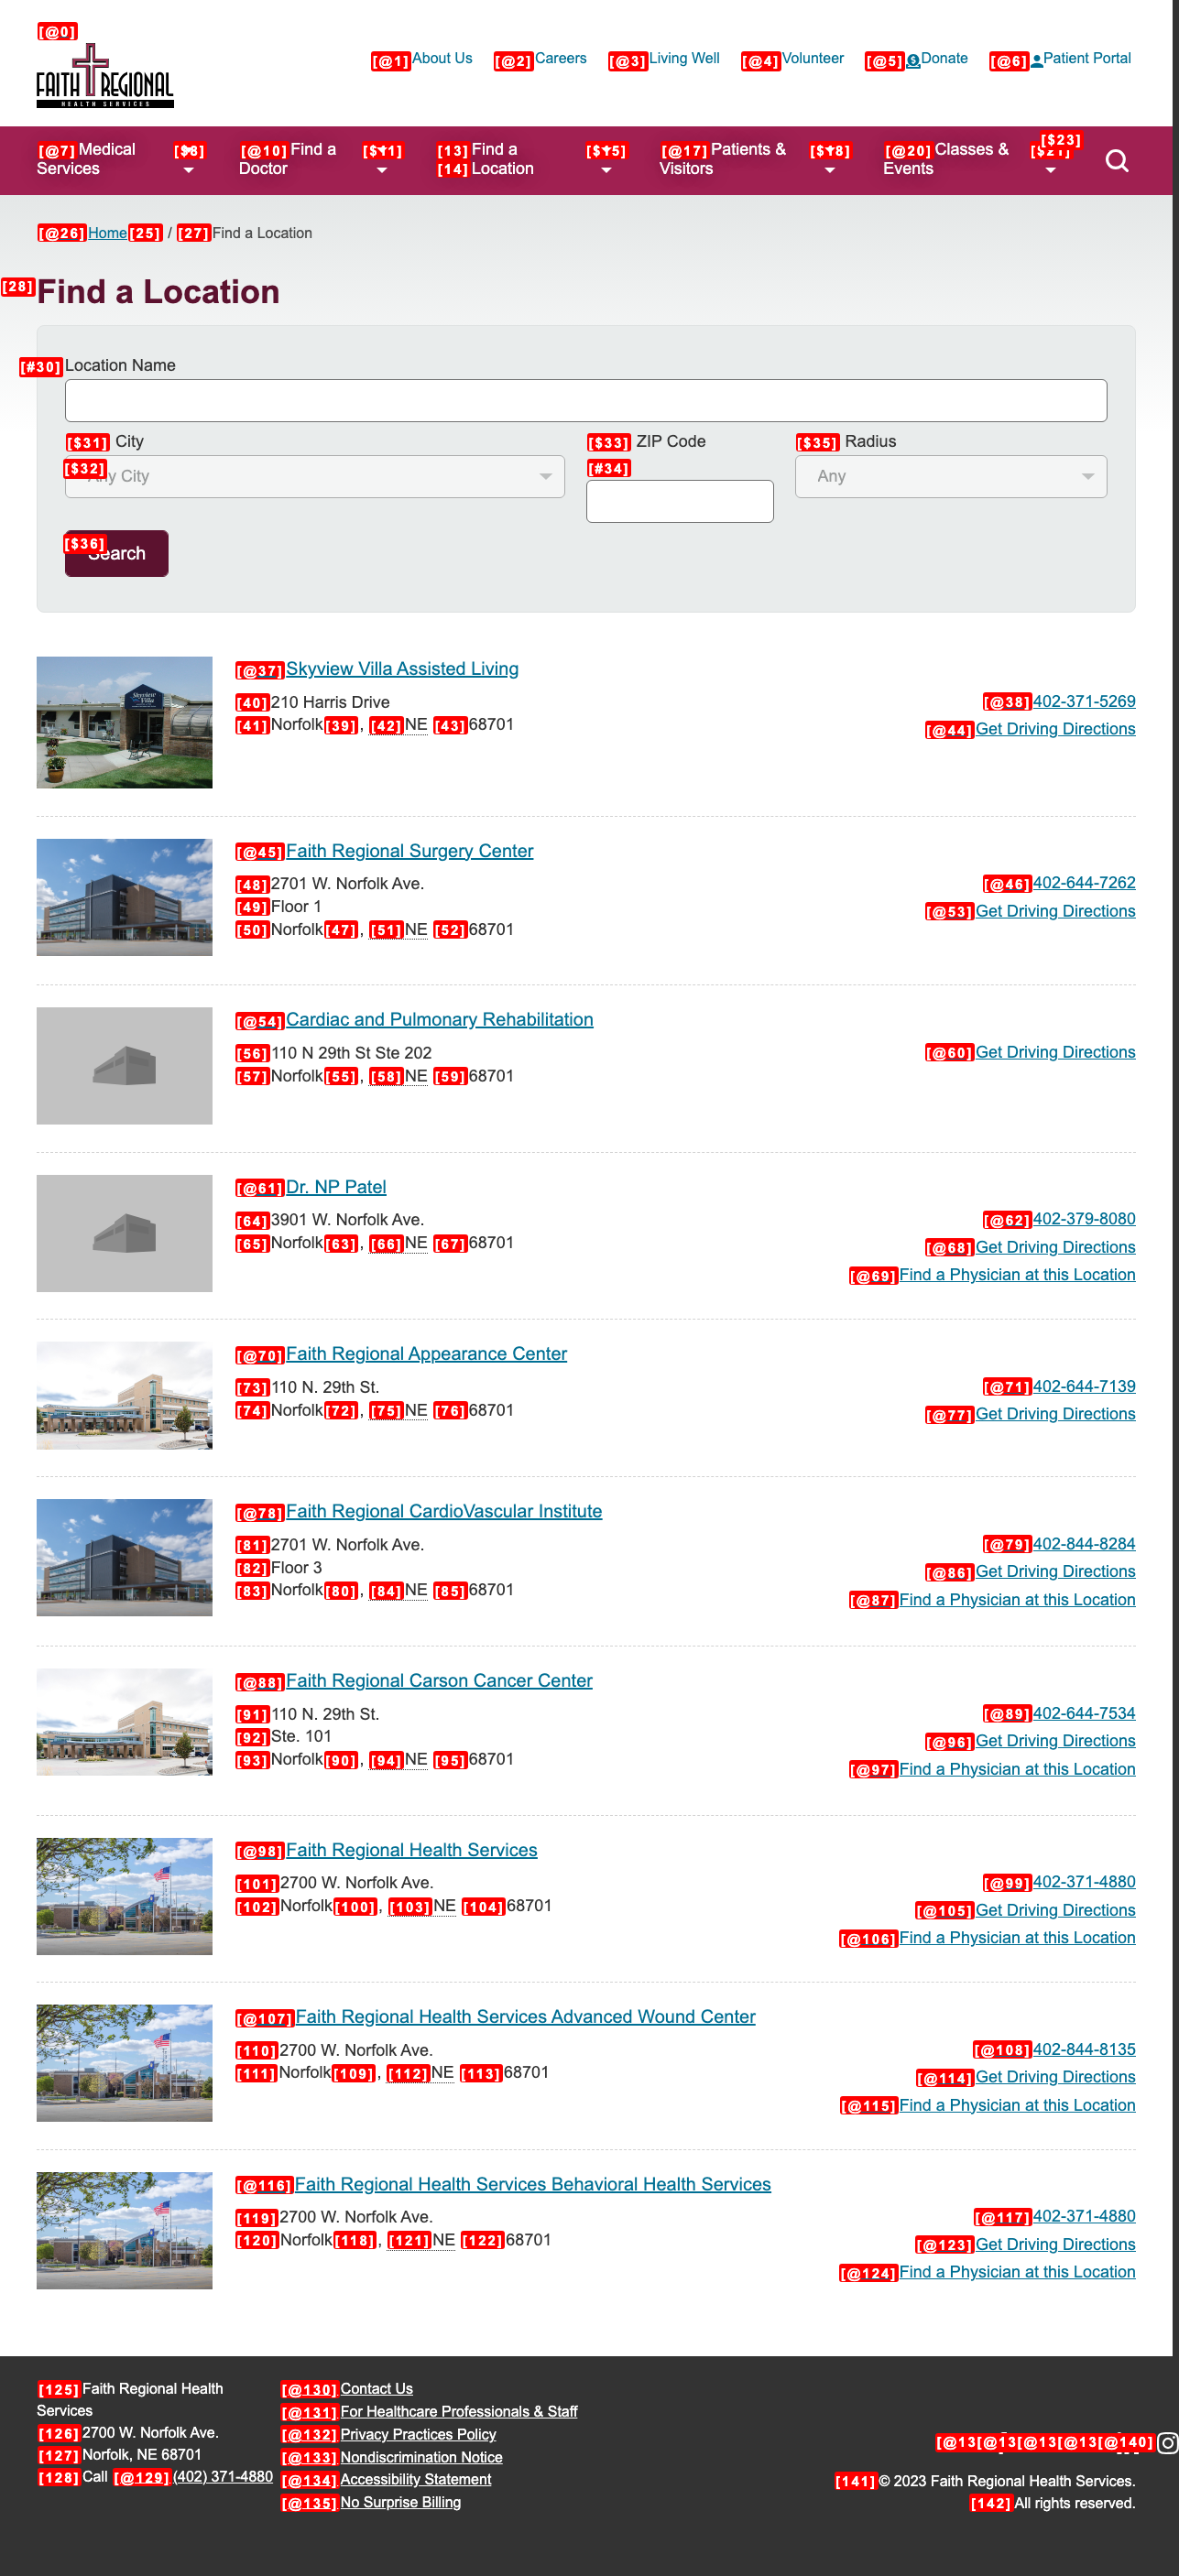 [@0]
FAITH REGIONAL
HEALTH SERVICES
[@1] About Us [@2] Careers [@3] Living Well [@4] Volunteer [@5] Donate [@6] Patient Portal
[@7] Medical Services [$8] [@10] Find a Doctor [$11] [13] Find a [14] Location [$15] [@17] Patients & Visitors [$18] [@20] Classes & Events [$21] [$23]
[@26] Home [25] / [27] Find a Location
[28] Find a Location
[#30] Location Name
[$31] City [$33] ZIP Code [$35] Radius
[$32] Any City [#34] Any
[$36] Search
[@37] Skyview Villa Assisted Living
[40] 210 Harris Drive [@38] 402-371-5269
[41] Norfolk [39] , [42] NE [43] 68701 [@44] Get Driving Directions
[@45] Faith Regional Surgery Center
[48] 2701 W. Norfolk Ave. [@46] 402-644-7262
[49] Floor 1 [@53] Get Driving Directions
[50] Norfolk [47] , [51] NE [52] 68701
[@54] Cardiac and Pulmonary Rehabilitation
[56] 110 N 29th St Ste 202 [@60] Get Driving Directions
[57] Norfolk [55] , [58] NE [59] 68701
[@61] Dr. NP Patel
[64] 3901 W. Norfolk Ave. [@62] 402-379-8080
[65] Norfolk [63] , [66] NE [67] 68701 [@68] Get Driving Directions
[@69] Find a Physician at this Location
[@70] Faith Regional Appearance Center
[73] 110 N. 29th St. [@71] 402-644-7139
[74] Norfolk [72] , [75] NE [76] 68701 [@77] Get Driving Directions
[@78] Faith Regional CardioVascular Institute
[81] 2701 W. Norfolk Ave. [@79] 402-844-8284
[82] Floor 3 [@86] Get Driving Directions
[83] Norfolk [80] , [84] NE [85] 68701 [@87] Find a Physician at this Location
[@88] Faith Regional Carson Cancer Center
[91] 110 N. 29th St. [@89] 402-644-7534
[92] Ste. 101 [@96] Get Driving Directions
[93] Norfolk [90] , [94] NE [95] 68701 [@97] Find a Physician at this Location
[@98] Faith Regional Health Services
[101] 2700 W. Norfolk Ave. [@99] 402-371-4880
[102] Norfolk [100] , [103] NE [104] 68701 [@105] Get Driving Directions
[@106] Find a Physician at this Location
[@107] Faith Regional Health Services Advanced Wound Center
[110] 2700 W. Norfolk Ave. [@108] 402-844-8135
[111] Norfolk [109] , [112] NE [113] 68701 [@114] Get Driving Directions
[@115] Find a Physician at this Location
[@116] Faith Regional Health Services Behavioral Health Services
[119] 2700 W. Norfolk Ave. [@117] 402-371-4880
[120] Norfolk [118] , [121] NE [122] 68701 [@123] Get Driving Directions
[@124] Find a Physician at this Location
[125] Faith Regional Health
Services
[126] 2700 W. Norfolk Ave.
[127] Norfolk, NE 68701
[128] Call [@129] (402) 371-4880
[@130] Contact Us
[@131] For Healthcare Professionals & Staff
[@132] Privacy Practices Policy
[@133] Nondiscrimination Notice
[@134] Accessibility Statement
[@135] No Surprise Billing
[@13 [@13 [@13 [@13 [@140]
[141] © 2023 Faith Regional Health Services.
[142] All rights reserved.